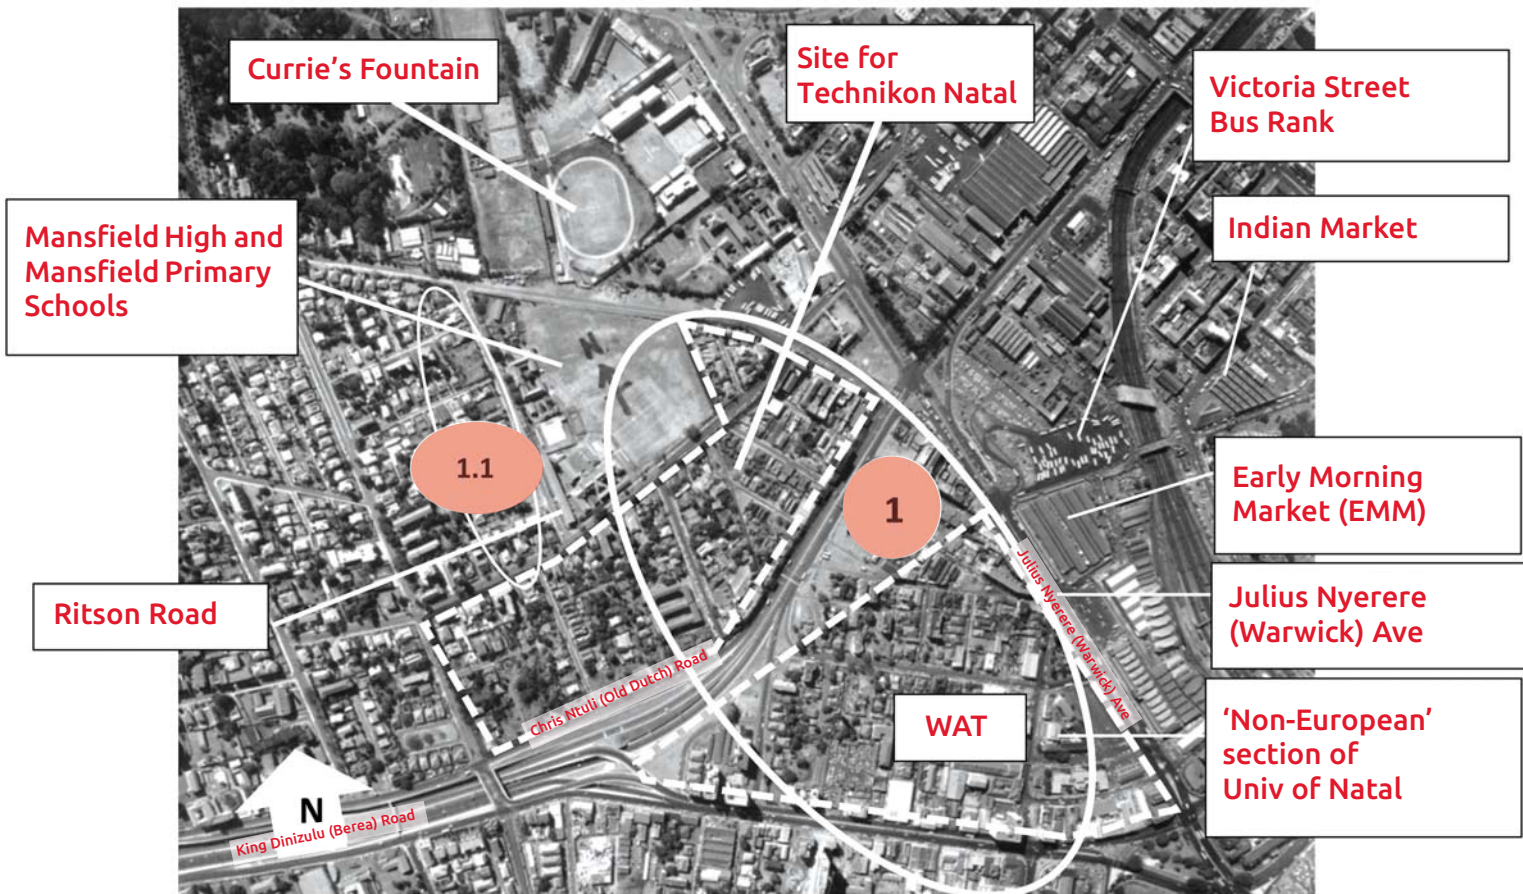 Currie's Fountain
Site for
Technikon Natal
Victoria Street
Bus Rank
Mansfield High and
Mansfield Primary
Schools
Indian Market
N
1.1
1
Early Morning
Market (EMM)
Ritson Road
Julius Nyerere
(Warwick) Ave
Julius Nyerere (Warwick) Ave
Chris Ntuli (Old Dutch) Road
WAT
‘Non-European’
section of
Univ of Natal
N
King Dinizulu (Berea) Road